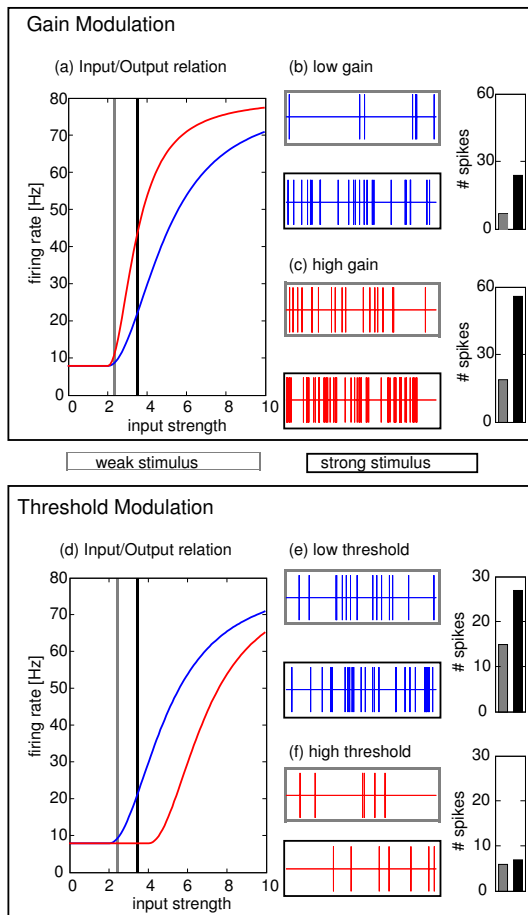 Gain Modulation
(a) Input/Output relation
firing rate [Hz]
80
70
60
50
40
30
20
10
0
0 2 4 6 8 10
input strength
(b) low gain
# spikes
60
30
0
(c) high gain
# spikes
60
30
0
weak stimulus
strong stimulus
Threshold Modulation
(d) Input/Output relation
firing rate [Hz]
80
70
60
50
40
30
20
10
0
0 2 4 6 8 10
input strength
(e) low threshold
# spikes
30
20
10
0
(f) high threshold
# spikes
30
20
10
0